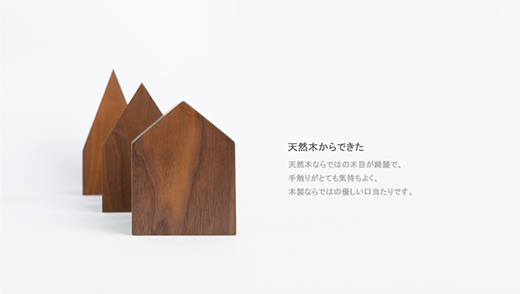 天然木からできた
天然木ならではの木目が綺麗で、
手触りがとても気持ちよく、
木製ならではの優しい口当たりです。